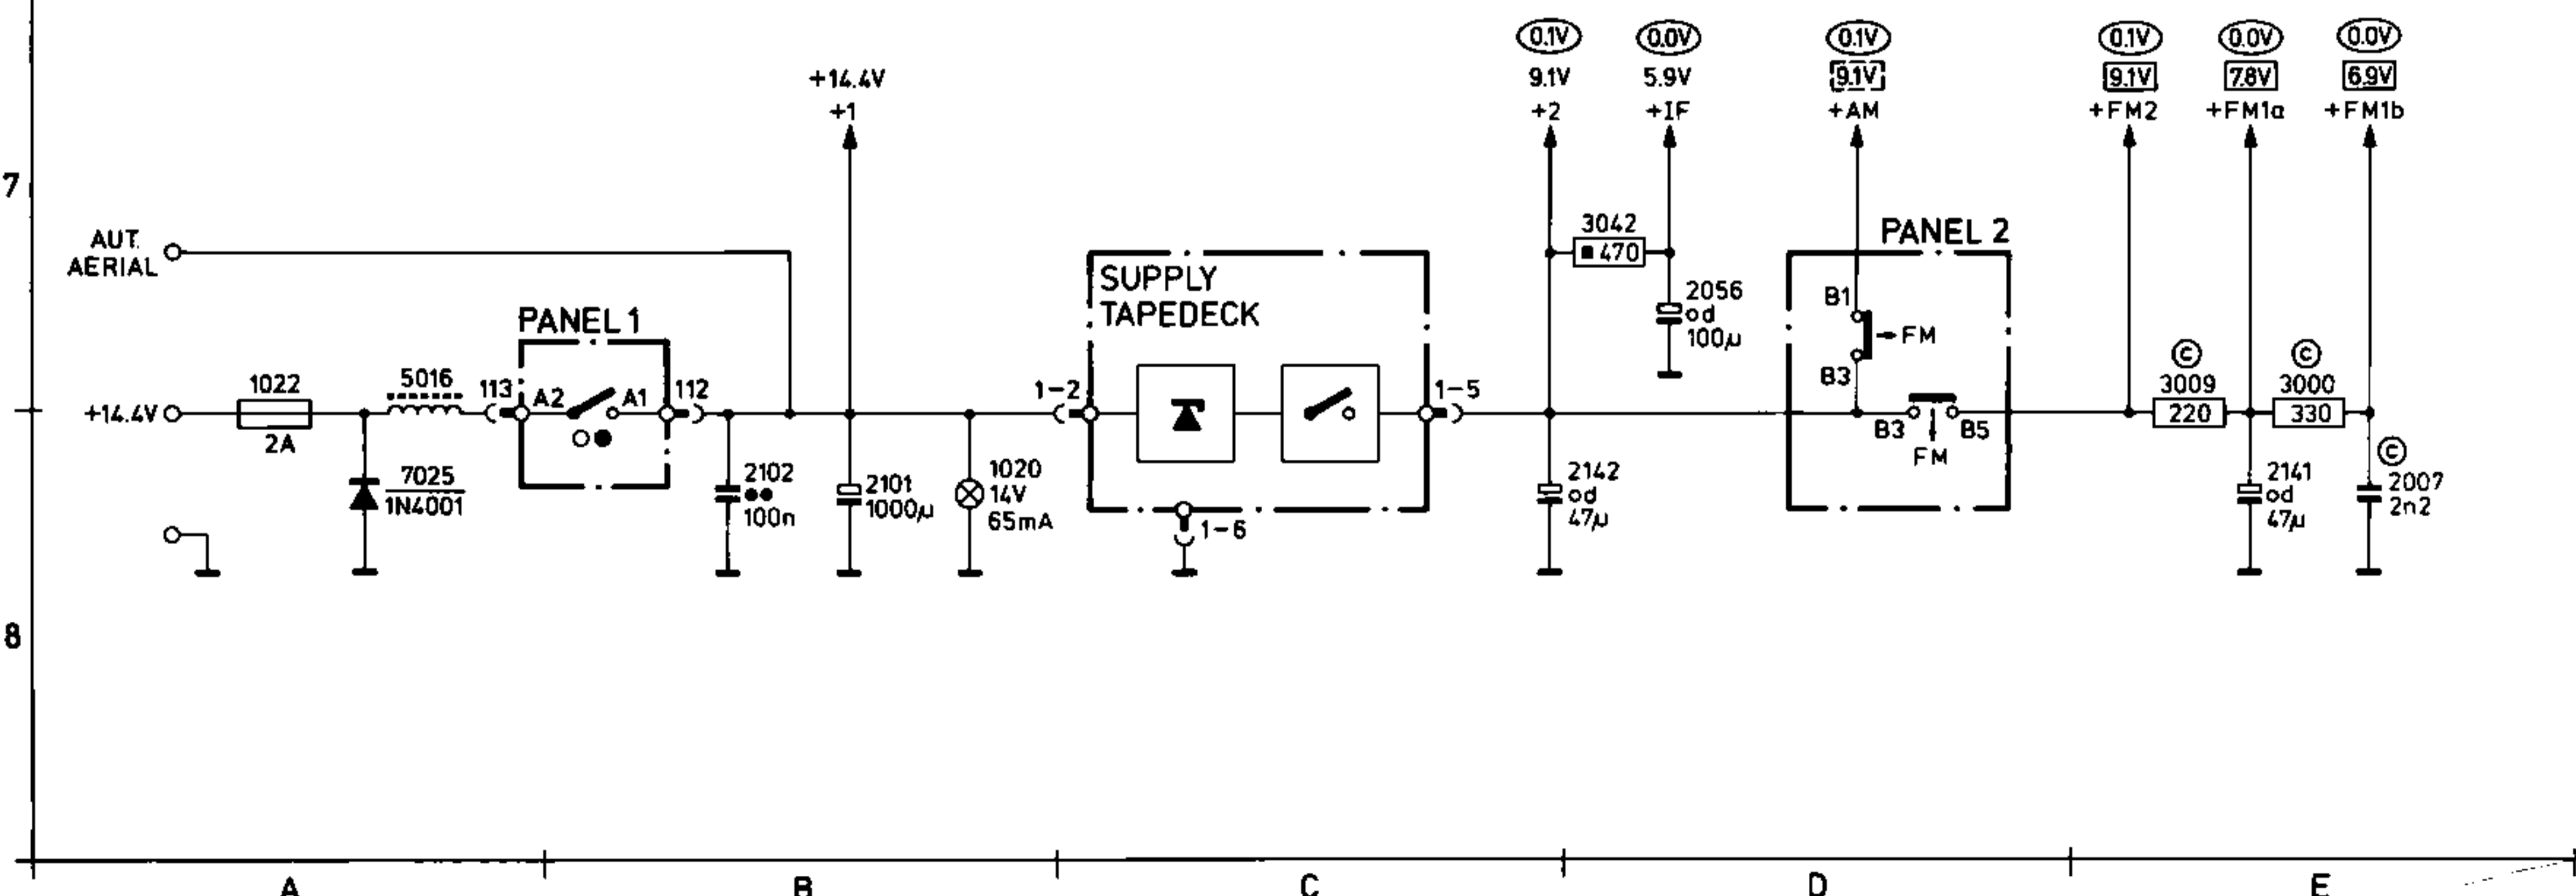 0.1V
0.0V
0.1V
0.1V
0.0V
0.0V
+14.4V
9.1V
5.9V
9.1V
9.1V
7.8V
6.9V
+1
+2
+IF
+AM
+FM2
+FM1a
+FM1b
7
AUT.
AERIAL
3042
■ 470
PANEL 2
SUPPLY
TAPEDECK
2056
od
100µ
B1
→FM
B3
PANEL 1
1022
5016
113
A2
A1
112
1-2
1-5
+14.4V
2A
© 3009
220
© 3000
330
B3
B5
FM
7025
1N4001
2102
●●
100n
2101
1000µ
1020
14V
65mA
1-6
2142
od
47µ
2141
od
47µ
©
2007
2n2
8
A
B
C
D
E